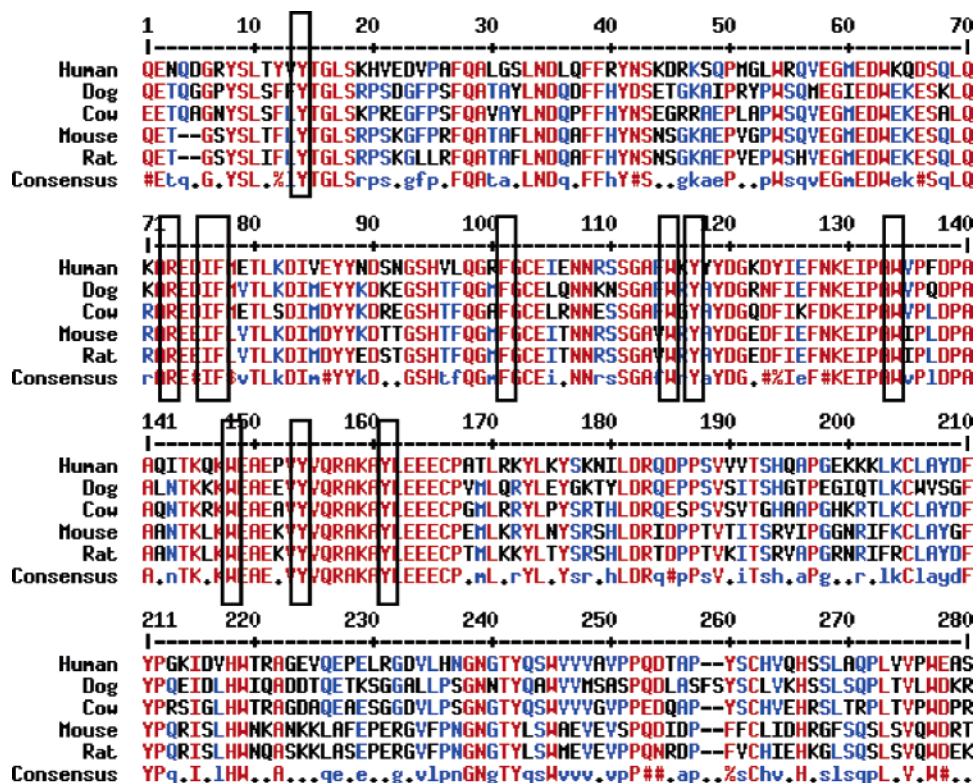 1 10 20 30 40 50 60 70
Human QENQDGRYSLTYVYTGLSKHVEDVPAFQALGSLNDLQFFRYNSKDRKSQPMGLWRQVEGMEDWKQDSQLQ
Dog QETQGGPYSLSFFYTGLSRPSDGFPSFQATAYLNDQDFFHYDSETGKAIPRYPWSQMEGIEDWEKESKLQ
Cow EETQAGNYSLSFLYTGLSKPREGFPSFQAVAYLNDQPFFHYNSEGRRAEPLAPWSQVEGMEDWEKESALQ
Mouse QET--GSYSLTFLYTGLSRPSKGFPRFQATAFLNDQAFFHYNSNSGKAEPVGPWSQVEGMEDWEKESQLQ
Rat QET--GSYSLIFLYTGLSRPSKGLLRFQATAFLNDQAFFHYNSNSGKAEPVEPWSHVEGMEDWEKESQLQ
Consensus #Etq.G.YSL.%lYTGLSrps.gfp.FQAta.LNDq.FFhY#S..gkaeP..pWsqvEGmEDWek#SqLQ
71 80 90 100 110 120 130 140
Human KAREDIFMETLKDIVEYYNDSNGSHVLQGRFGCEIENNRSSGAFWKYYYDGKDYIEFNKEIPAWVPFDPA
Dog KAREDIFMVTLKDIMEYYKDKEGSHTFQGMFGCELQNNKNSGAFWRYAYDGRNFIEFNKEIPAWVPQDPA
Cow RAREDIFMETLSDIMDYYKDREGSHTFQGAFGCELRNNESSGAFWGYAYDGQDFIKFDKEIPAWVPLDPA
Mouse RAREEIFLVTLKDIMDYYKDTTGSHTFQGMFGCEITNNRSSGAVWRYAYDGEDFIEFNKEIPAWIPLDPA
Rat RAREEIFLVTLKDIMDYYEDSTGSHTFQGMFGCEITNNRSSGAVWRYAYDGEDFIEFNKEIPAWIPLDPA
Consensus rARE#IF$vTLkDIm#YYkD..GSHtfQGmFGCEi.NNrsSGAfWrYaYDG.#%IeF#KEIPAWvPlDPA
141 150 160 170 180 190 200 210
Human AQITKQKWEAEPVYVQRAKAYLEEECPATLRKYLKYSKNILDRQDPPSVVVTSHQAPGEKKKLKCLAYDF
Dog ALNTKKKWEAEEVYVQRAKAYLEEECPVMLQRYLEYGKTYLDRQEPPSVSITSHGTPEGIQTLKCWVSGF
Cow AQNTKRKWEAEAVYVQRAKAYLEEECPGMLRRYLPYSRTHLDRQESPSVSVTGHAAPGHKRTLKCLAYDF
Mouse AANTKLKWEAEKVYVQRAKAYLEEECPEMLKRYLNYSRSHLDRIDPPTVTITSRVIPGGNRIFKCLAYGF
Rat AANTKLKWEAEKVYVQRAKAYLEEECPTMLKKYLTYSRSHLDRTDPPTVKITSRVAPGRNRIFRCLAYDF
Consensus A.nTK.KWEAE.VYVQRAKAYLEEECP.mL.rYL.Ysr.hLDRq#pPsV.iTsh.aPg..r.lkClaydF
211 220 230 240 250 260 270 280
Human YPGKIDVHWTRAGEVQEPELRGDVLHNGNGTYQSWVVVAVPPQDTAP--YSCHVQHSSLAQPLVVPWEAS
Dog YPQEIDLHWIQADDTQETKSGGALLPSGNNTYQAWVVMSASPQDLASFSYSCLVKHSSLSQPLTVLWDKR
Cow YPRSIGLHWTRAGDAQEAESGGDVLPSGNGTYQSWVVVGVPPEDQAP--YSCHVEHRSLTRPLTVPWDPR
Mouse YPQRISLHWNKANKKLAFEPERGVFPNGNGTYLSWAEVEVSPQDIDP--FFCLIDHRGFSQSLSVQWDRT
Rat YPQRISLHWNQASKKLASEPERGVFPNGNGTYLSWMEVEVPPQNRDP--FVCHIEHKGLSQSLSVQWDEK
Consensus YPq.I.lHW..A...qe.e..g.vlpnGNgTYqsWvvv.vpP##.ap..%sChv.H.slsqpL.V.W#..